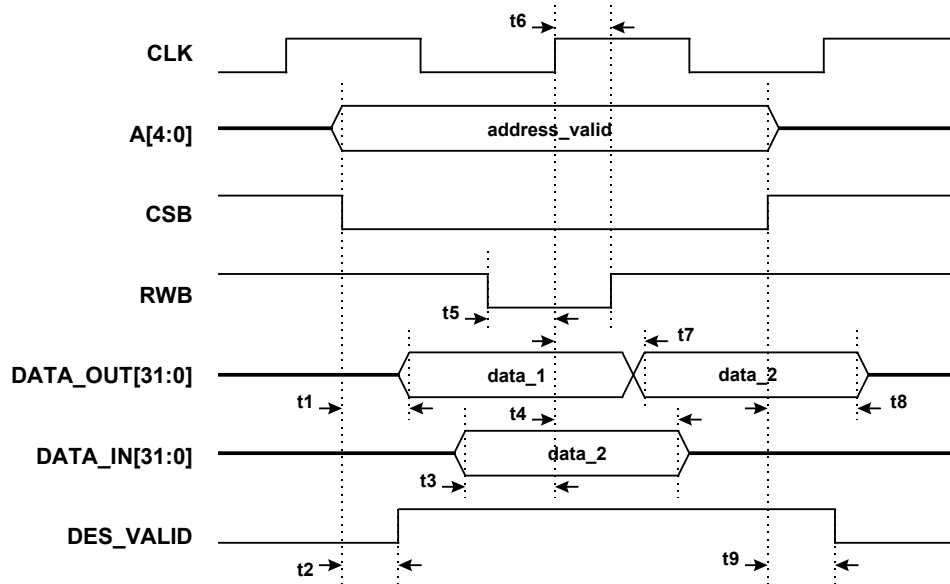 t6
CLK
A[4:0]
address_valid
CSB
RWB
t5
t7
DATA_OUT[31:0]
data_1
data_2
t1
t4
t8
DATA_IN[31:0]
data_2
t3
DES_VALID
t2
t9